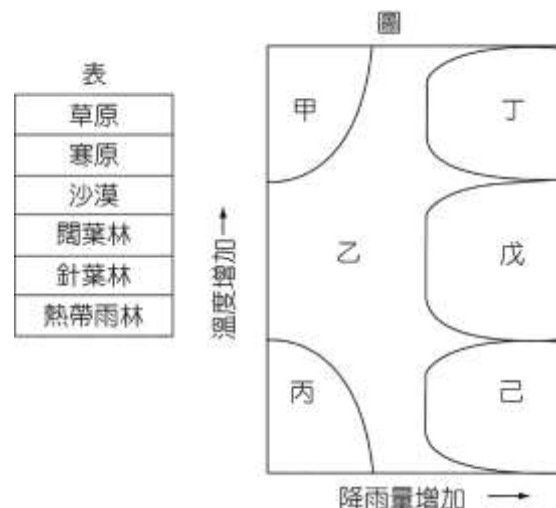 表
草原
寒原
沙漠
闊葉林
針葉林
熱帶雨林
圖
甲
乙
丙
丁
戊
己
溫度增加→
降雨量增加 →